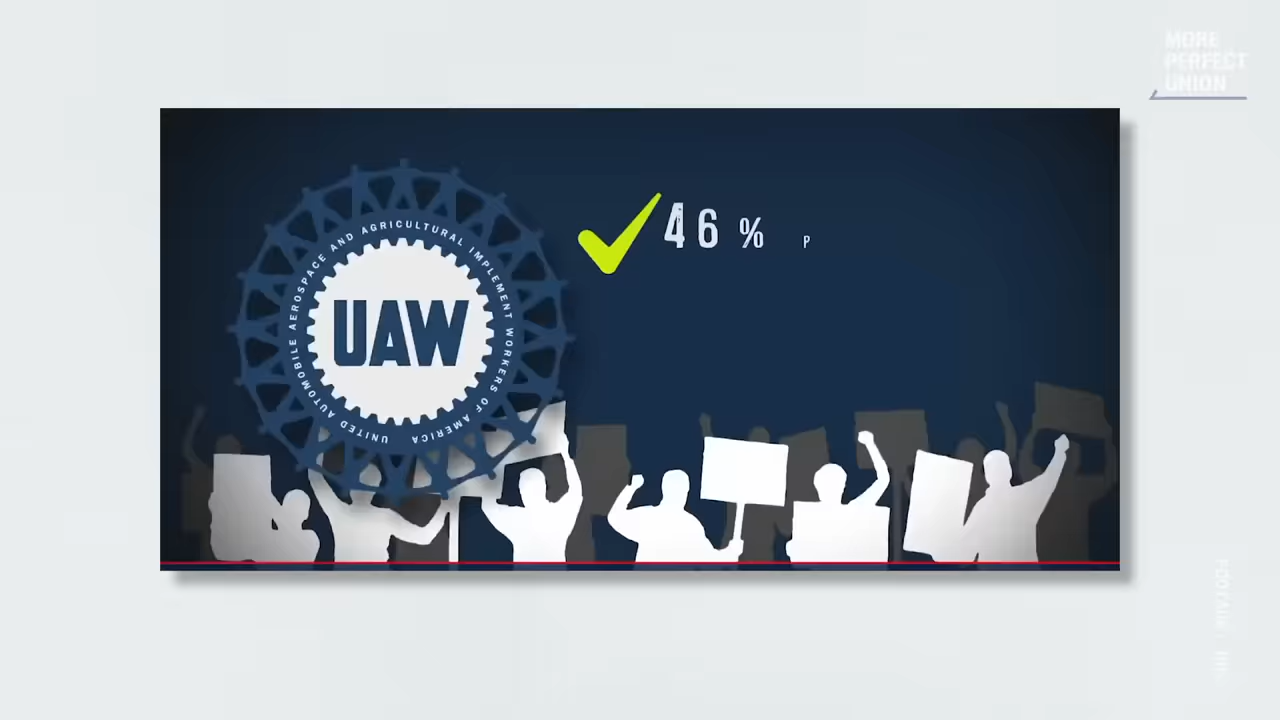 MORE
PERFECT
UNION
46 % P
UNITED AUTOMOBILE AEROSPACE AND AGRICULTURAL IMPLEMENT WORKERS OF AMERICA
UAW